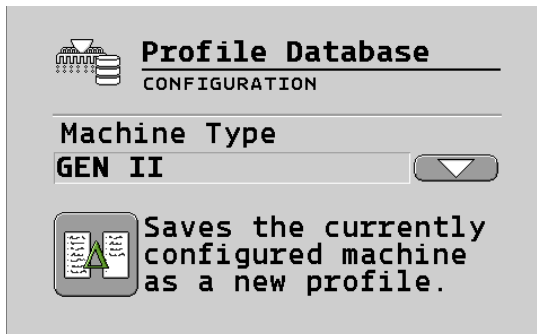 Profile Database
CONFIGURATION
Machine Type
GEN II
Saves the currently
configured machine
as a new profile.